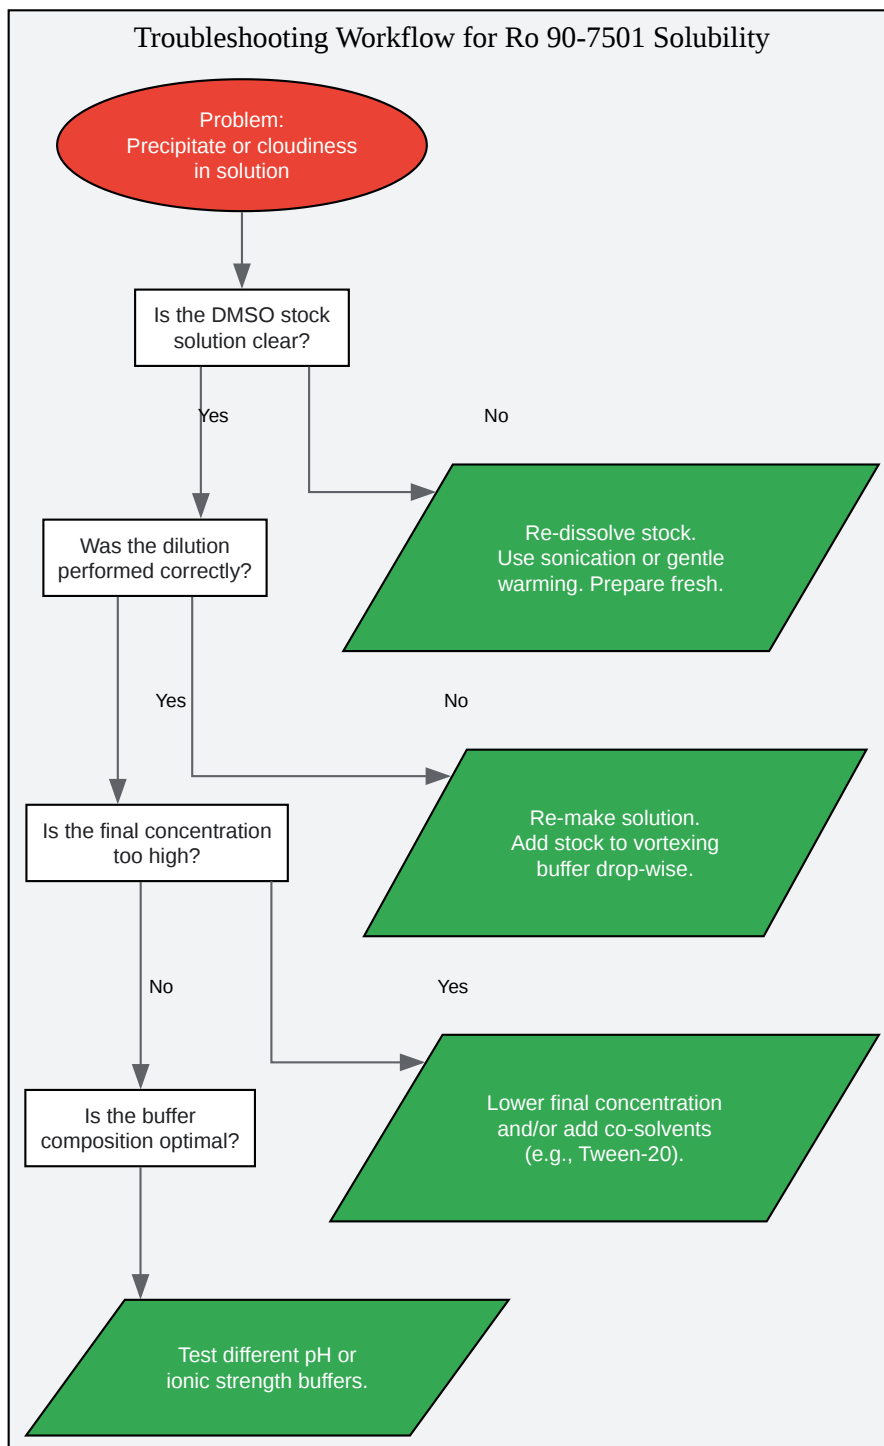 Troubleshooting Workflow for Ro 90-7501 Solubility
Problem:
Precipitate or cloudiness
in solution
Is the DMSO stock
solution clear?
Yes
No
Re-dissolve stock.
Use sonication or gentle
warming. Prepare fresh.
Was the dilution
performed correctly?
Yes
No
Re-make solution.
Add stock to vortexing
buffer drop-wise.
Is the final concentration
too high?
No
Yes
Lower final concentration
and/or add co-solvents
(e.g., Tween-20).
Is the buffer
composition optimal?
Test different pH or
ionic strength buffers.